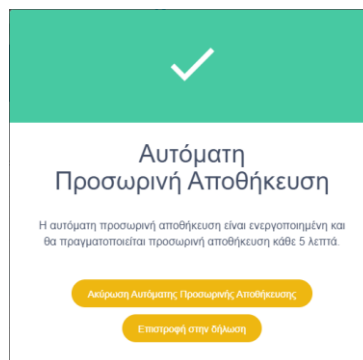 Αυτόματη
Προσωρινή Αποθήκευση
Η αυτόματη προσωρινή αποθήκευση είναι ενεργοποιημένη και
θα πραγματοποιείται προσωρινή αποθήκευση κάθε 5 λεπτά.
Ακύρωση Αυτόματης Προσωρινής Αποθήκευσης
Επιστροφή στην δήλωση